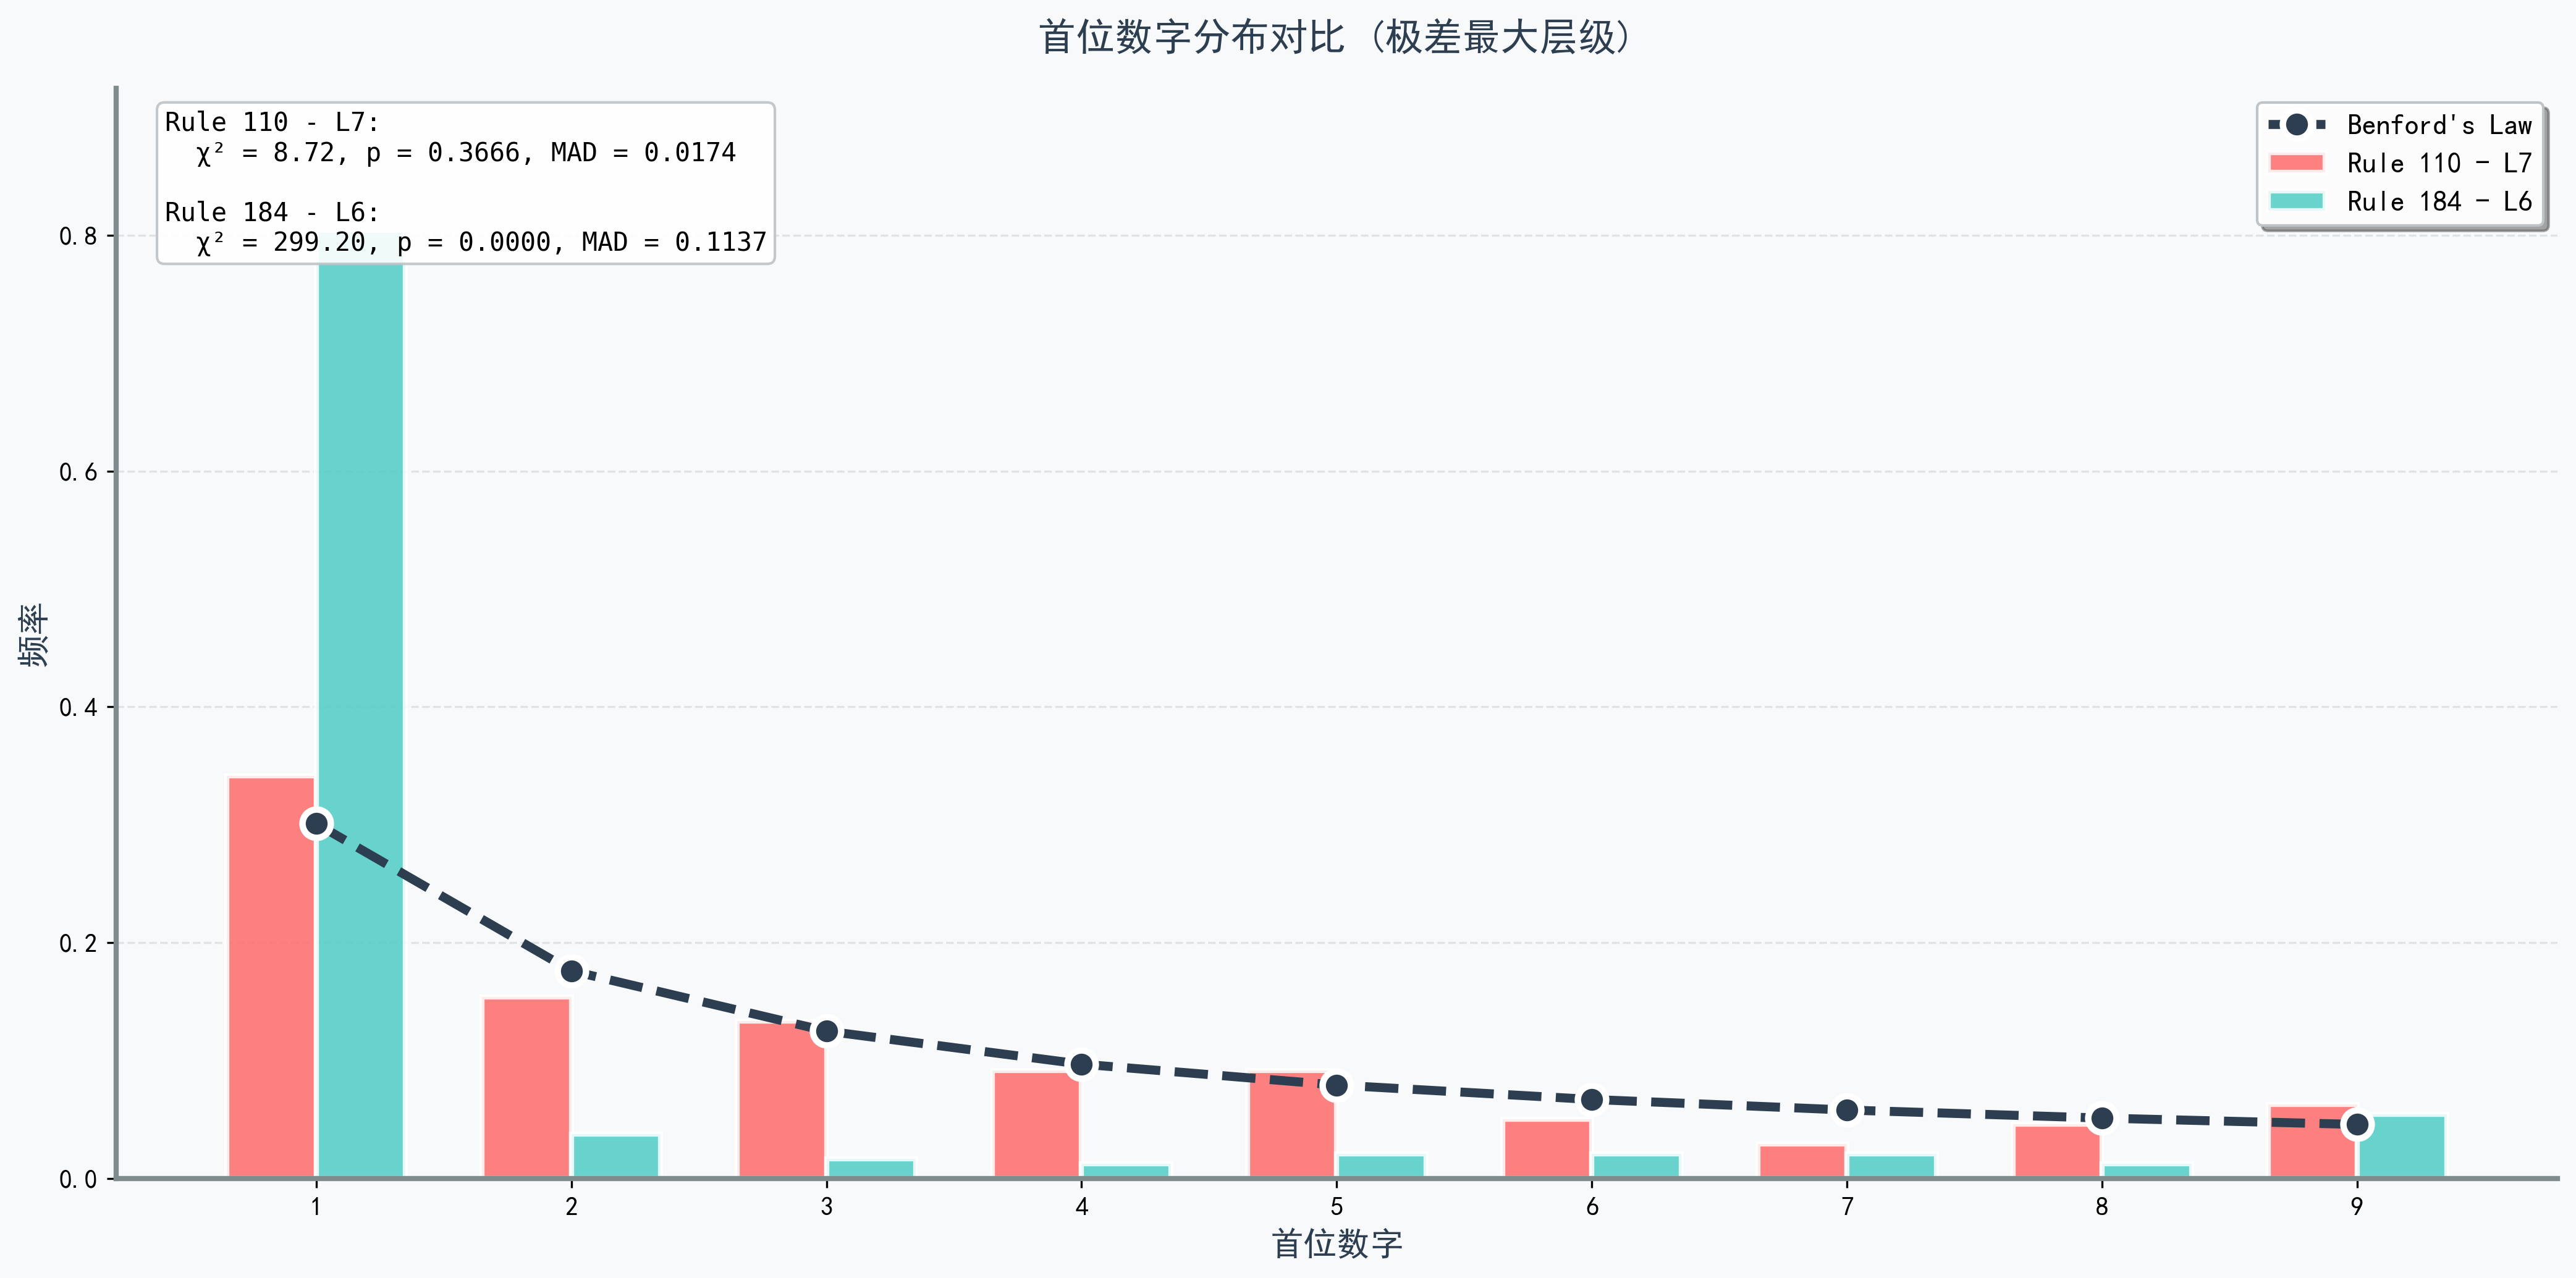 首位数字分布对比 (极差最大层级)
Rule 110 - L7:
χ² = 8.72, p = 0.3666, MAD = 0.0174
Rule 184 - L6:
χ² = 299.20, p = 0.0000, MAD = 0.1137
Benford's Law
Rule 110 - L7
Rule 184 - L6
频率
0.8
0.6
0.4
0.2
0.0
1 2 3 4 5 6 7 8 9
首位数字